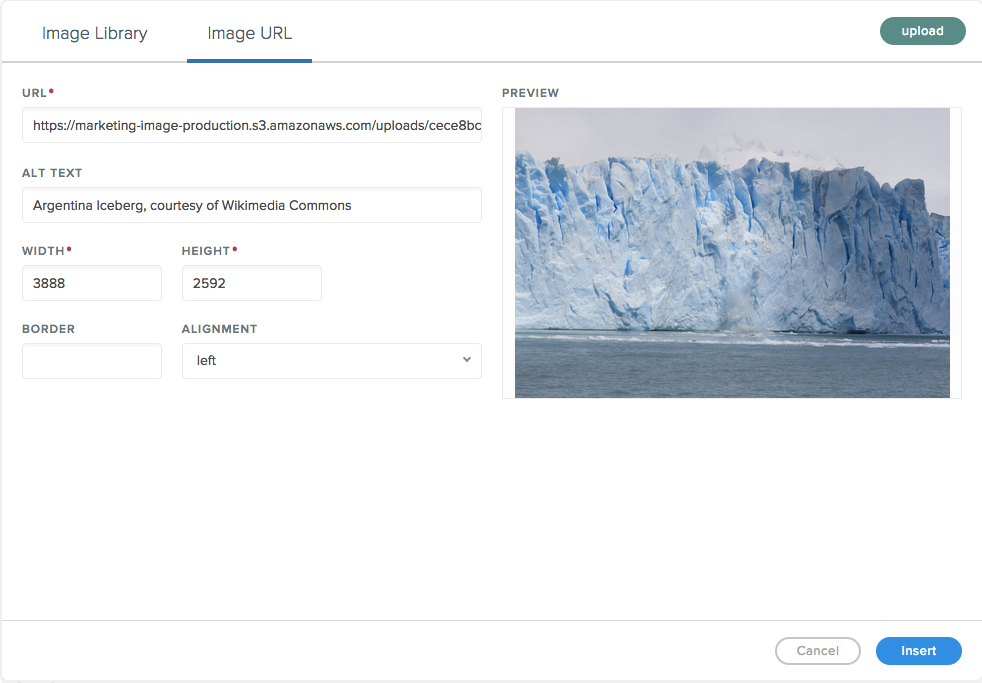 Image Library
Image URL
upload
URL
PREVIEW
https://marketing-image-production.s3.amazonaws.com/uploads/cece8bc
ALT TEXT
Argentina Iceberg, courtesy of Wikimedia Commons
WIDTH
HEIGHT
3888
2592
BORDER
ALIGNMENT
left
Cancel
Insert